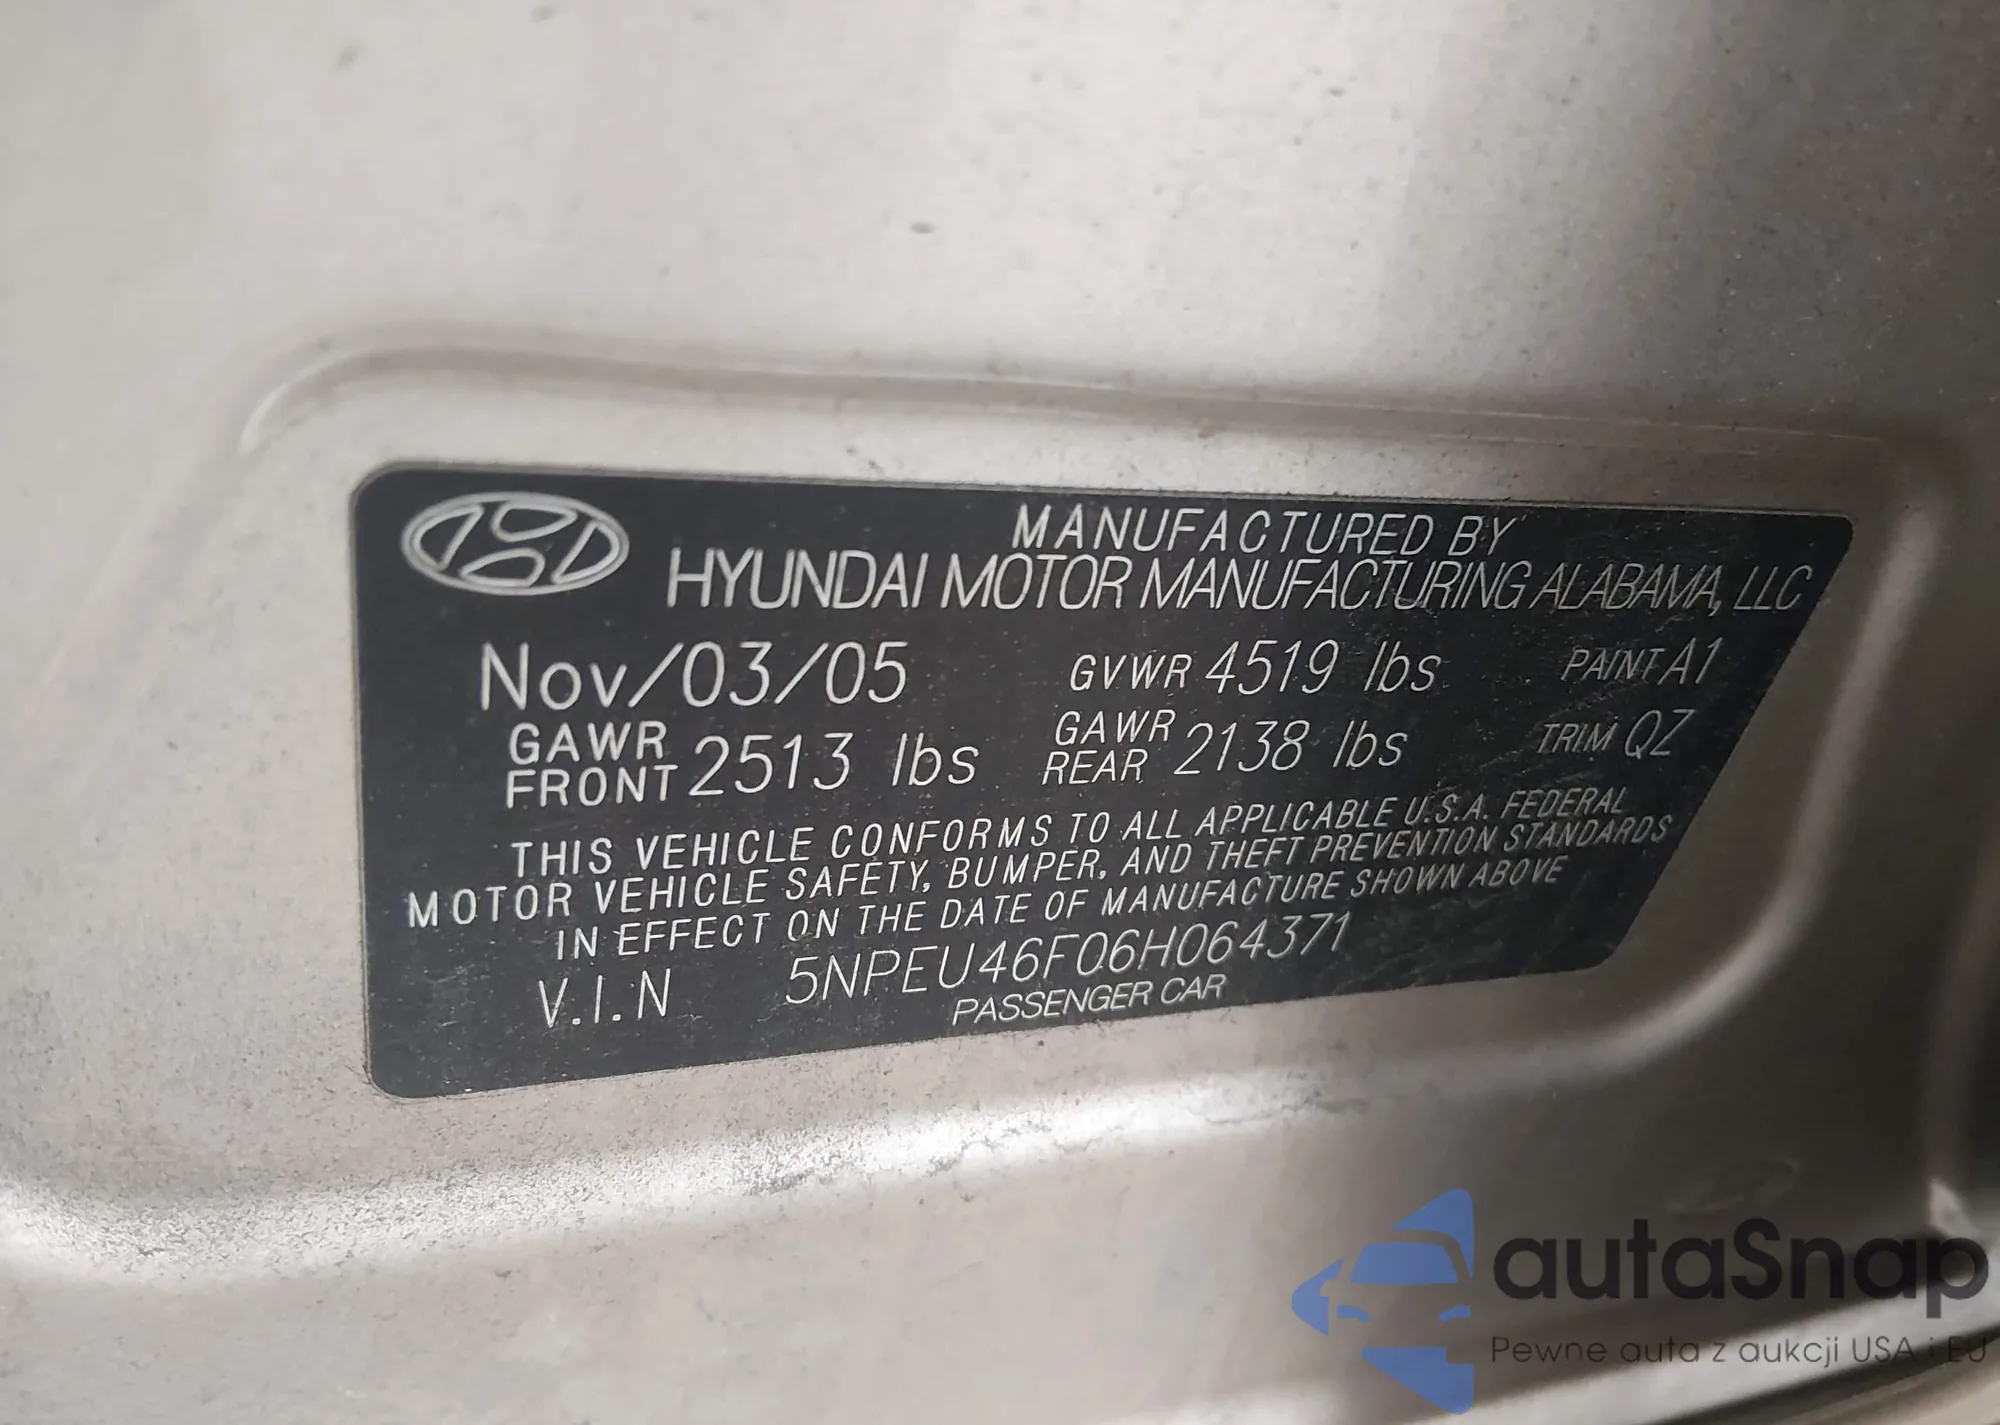 MANUFACTURED BY
HYUNDAI MOTOR MANUFACTURING ALABAMA, LLC
Nov/03/05 GVWR 4519 lbs PAINT A1
GAWR FRONT 2513 lbs GAWR REAR 2138 lbs TRIM QZ
THIS VEHICLE CONFORMS TO ALL APPLICABLE U.S.A. FEDERAL
MOTOR VEHICLE SAFETY, BUMPER, AND THEFT PREVENTION STANDARDS
IN EFFECT ON THE DATE OF MANUFACTURE SHOWN ABOVE
V.I.N 5NPEU46F06H064371
PASSENGER CAR
autaSnap
Pewne auta z aukcji USA i EU